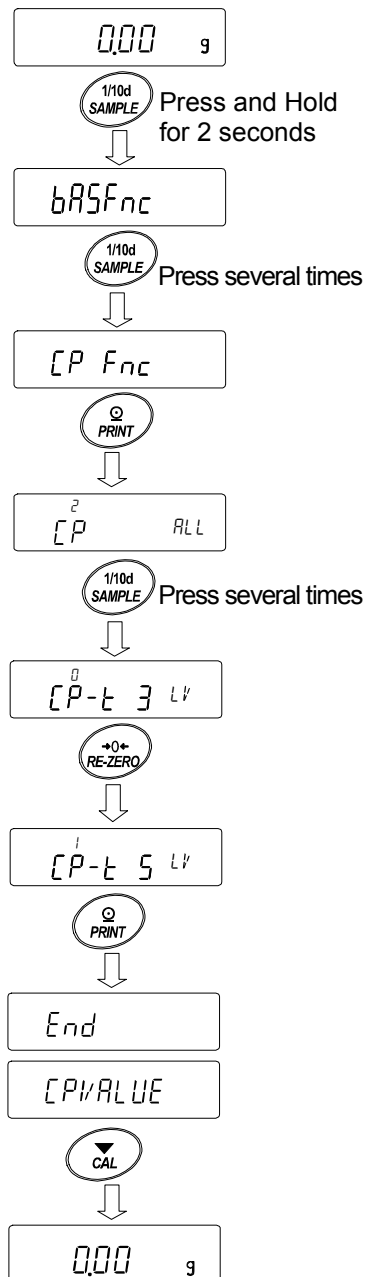 0.00 g
1/10d
SAMPLE
Press and Hold
for 2 seconds
bASFnc
1/10d
SAMPLE
Press several times
CP Fnc
PRINT
2
CP ALL
1/10d
SAMPLE
Press several times
0
CP-t 3 LV
→0←
RE-ZERO
1
CP-t 5 LV
PRINT
End
CPVALUE
CAL
0.00 g